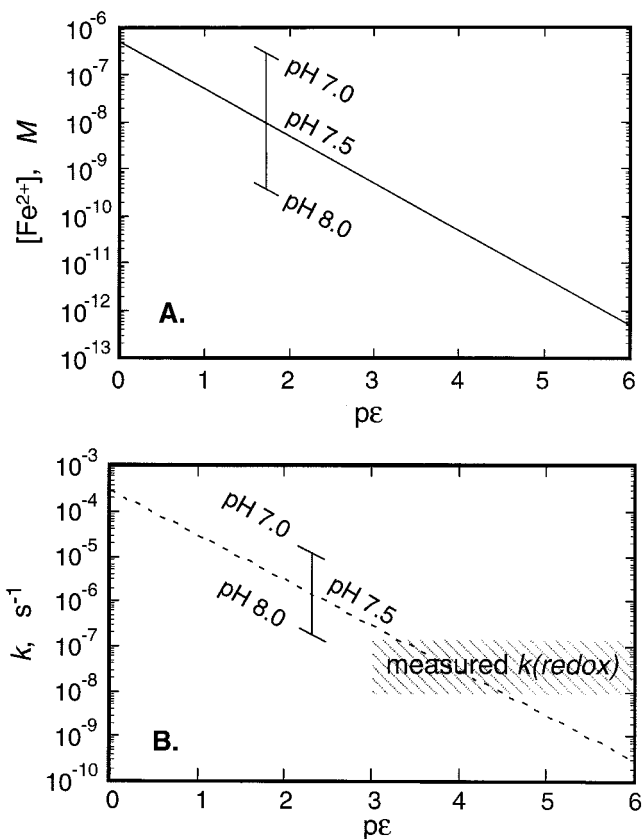 10⁻⁶
10⁻⁷
10⁻⁸
10⁻⁹
10⁻¹⁰
10⁻¹¹
10⁻¹²
10⁻¹³
[Fe²⁺], M
pH 7.0
pH 7.5
pH 8.0
A.
0 1 2 3 4 5 6
pε
10⁻³
10⁻⁴
10⁻⁵
10⁻⁶
10⁻⁷
10⁻⁸
10⁻⁹
10⁻¹⁰
k, s⁻¹
pH 7.0
pH 7.5
pH 8.0
measured k(redox)
B.
0 1 2 3 4 5 6
pε